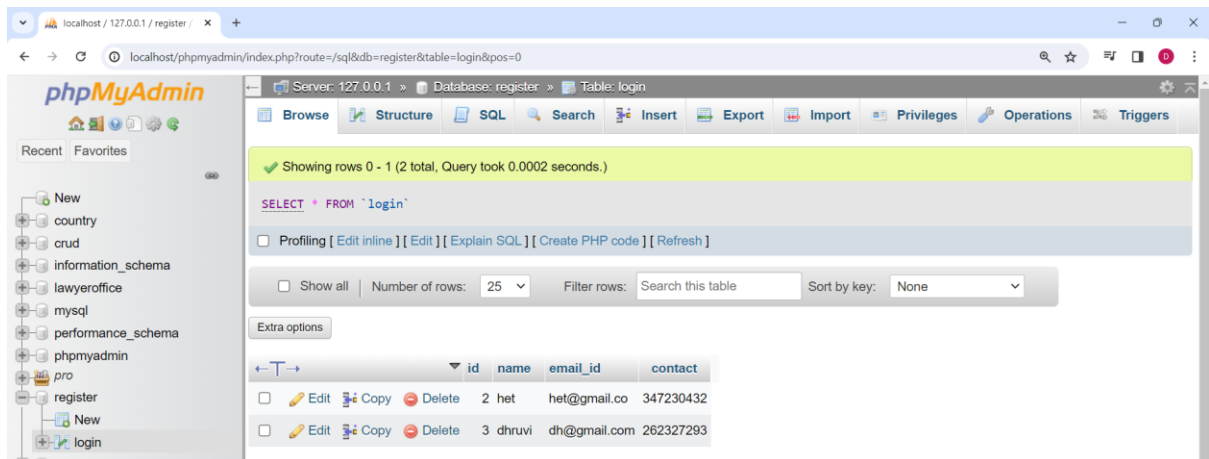 localhost / 127.0.0.1 / register /
localhost/phpmyadmin/index.php?route=/sql&db=register&table=login&pos=0
D
phpMyAdmin
Recent Favorites
New
country
crud
information_schema
lawyeroffice
mysql
performance_schema
phpmyadmin
pro
register
New
login
Server: 127.0.0.1 » Database: register » Table: login
Browse Structure SQL Search Insert Export Import Privileges Operations Triggers
Showing rows 0 - 1 (2 total, Query took 0.0002 seconds.)
SELECT * FROM `login`
Profiling [ Edit inline ] [ Edit ] [ Explain SQL ] [ Create PHP code ] [ Refresh ]
Show all Number of rows: 25 Filter rows: Search this table Sort by key: None
Extra options
id name email_id contact
Edit Copy Delete 2 het het@gmail.co 347230432
Edit Copy Delete 3 dhruvi dh@gmail.com 262327293